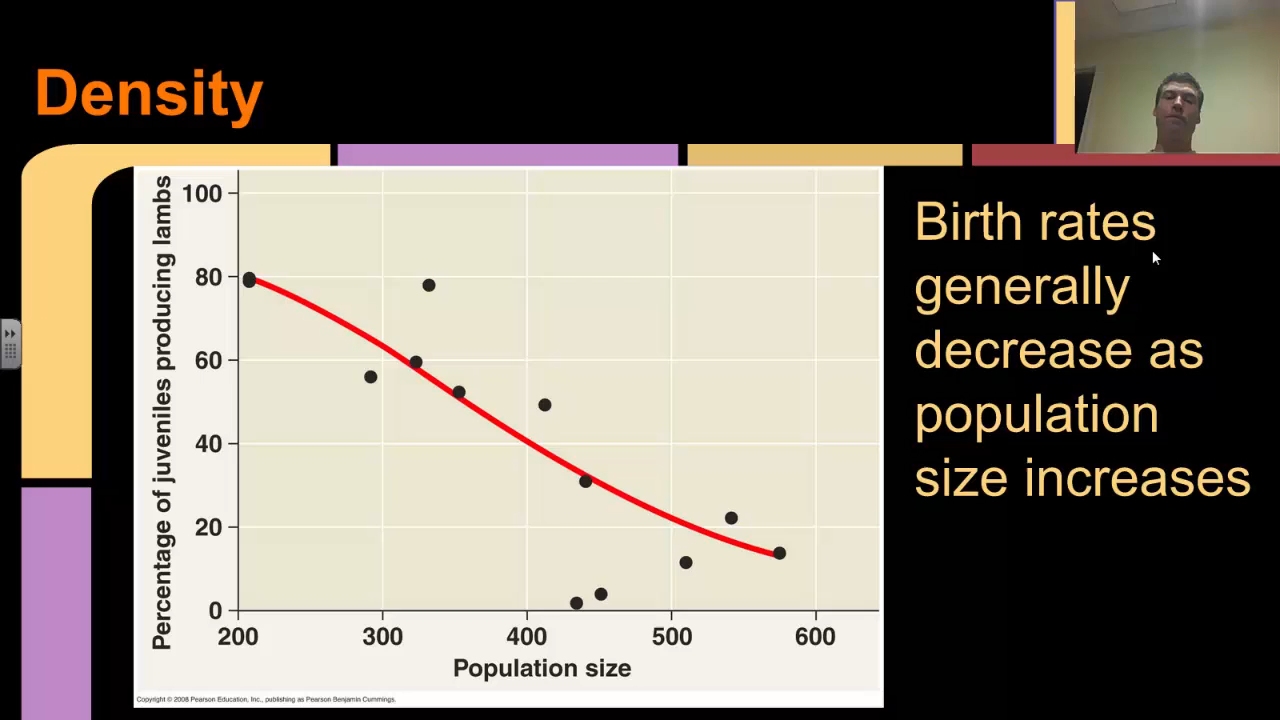 Density
Birth rates
generally
decrease as
population
size increases
Percentage of juveniles producing lambs
100
80
60
40
20
0
200 300 400 500 600
Population size
Copyright © 2008 Pearson Education, Inc., publishing as Pearson Benjamin Cummings.